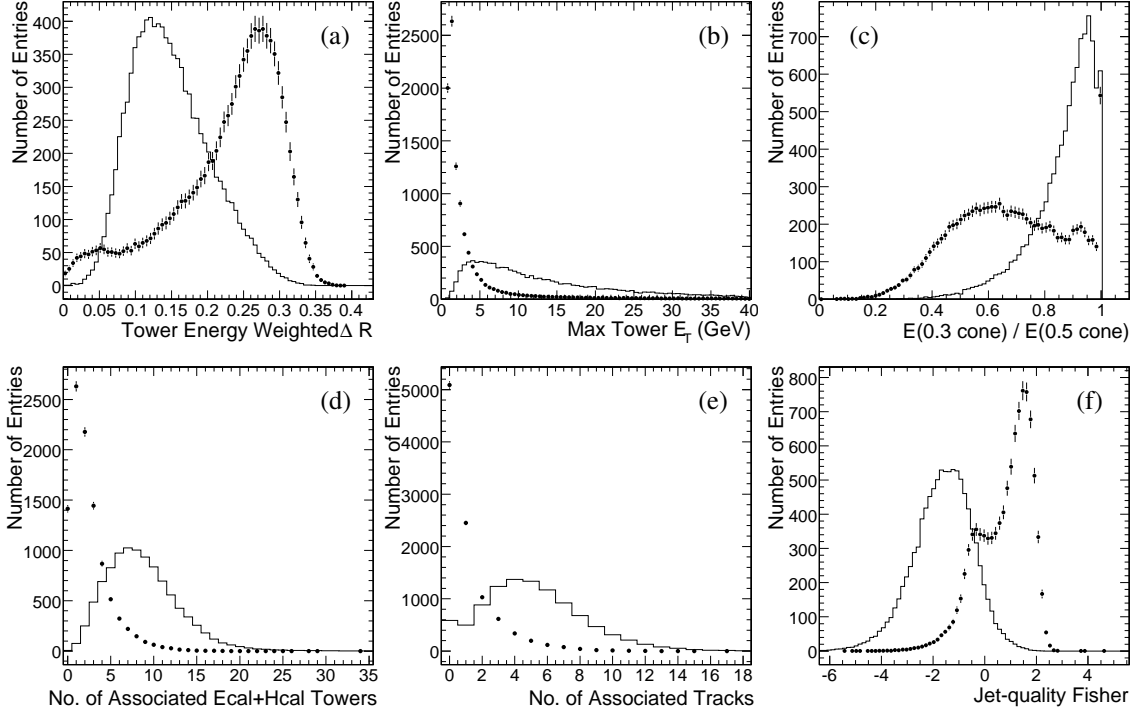 Number of Entries
400
350
300
250
200
150
100
50
0
(a)
0 0.05 0.1 0.15 0.2 0.25 0.3 0.35 0.4
Tower Energy WeightedΔ R
Number of Entries
2500
2000
1500
1000
500
0
(b)
0 5 10 15 20 25 30 35 40
Max Tower E_T (GeV)
Number of Entries
700
600
500
400
300
200
100
0
(c)
0 0.2 0.4 0.6 0.8 1
E(0.3 cone) / E(0.5 cone)
Number of Entries
2500
2000
1500
1000
500
0
(d)
0 5 10 15 20 25 30 35
No. of Associated Ecal+Hcal Towers
Number of Entries
5000
4000
3000
2000
1000
0
(e)
0 2 4 6 8 10 12 14 16 18
No. of Associated Tracks
Number of Entries
800
700
600
500
400
300
200
100
0
(f)
-6 -4 -2 0 2 4
Jet-quality Fisher